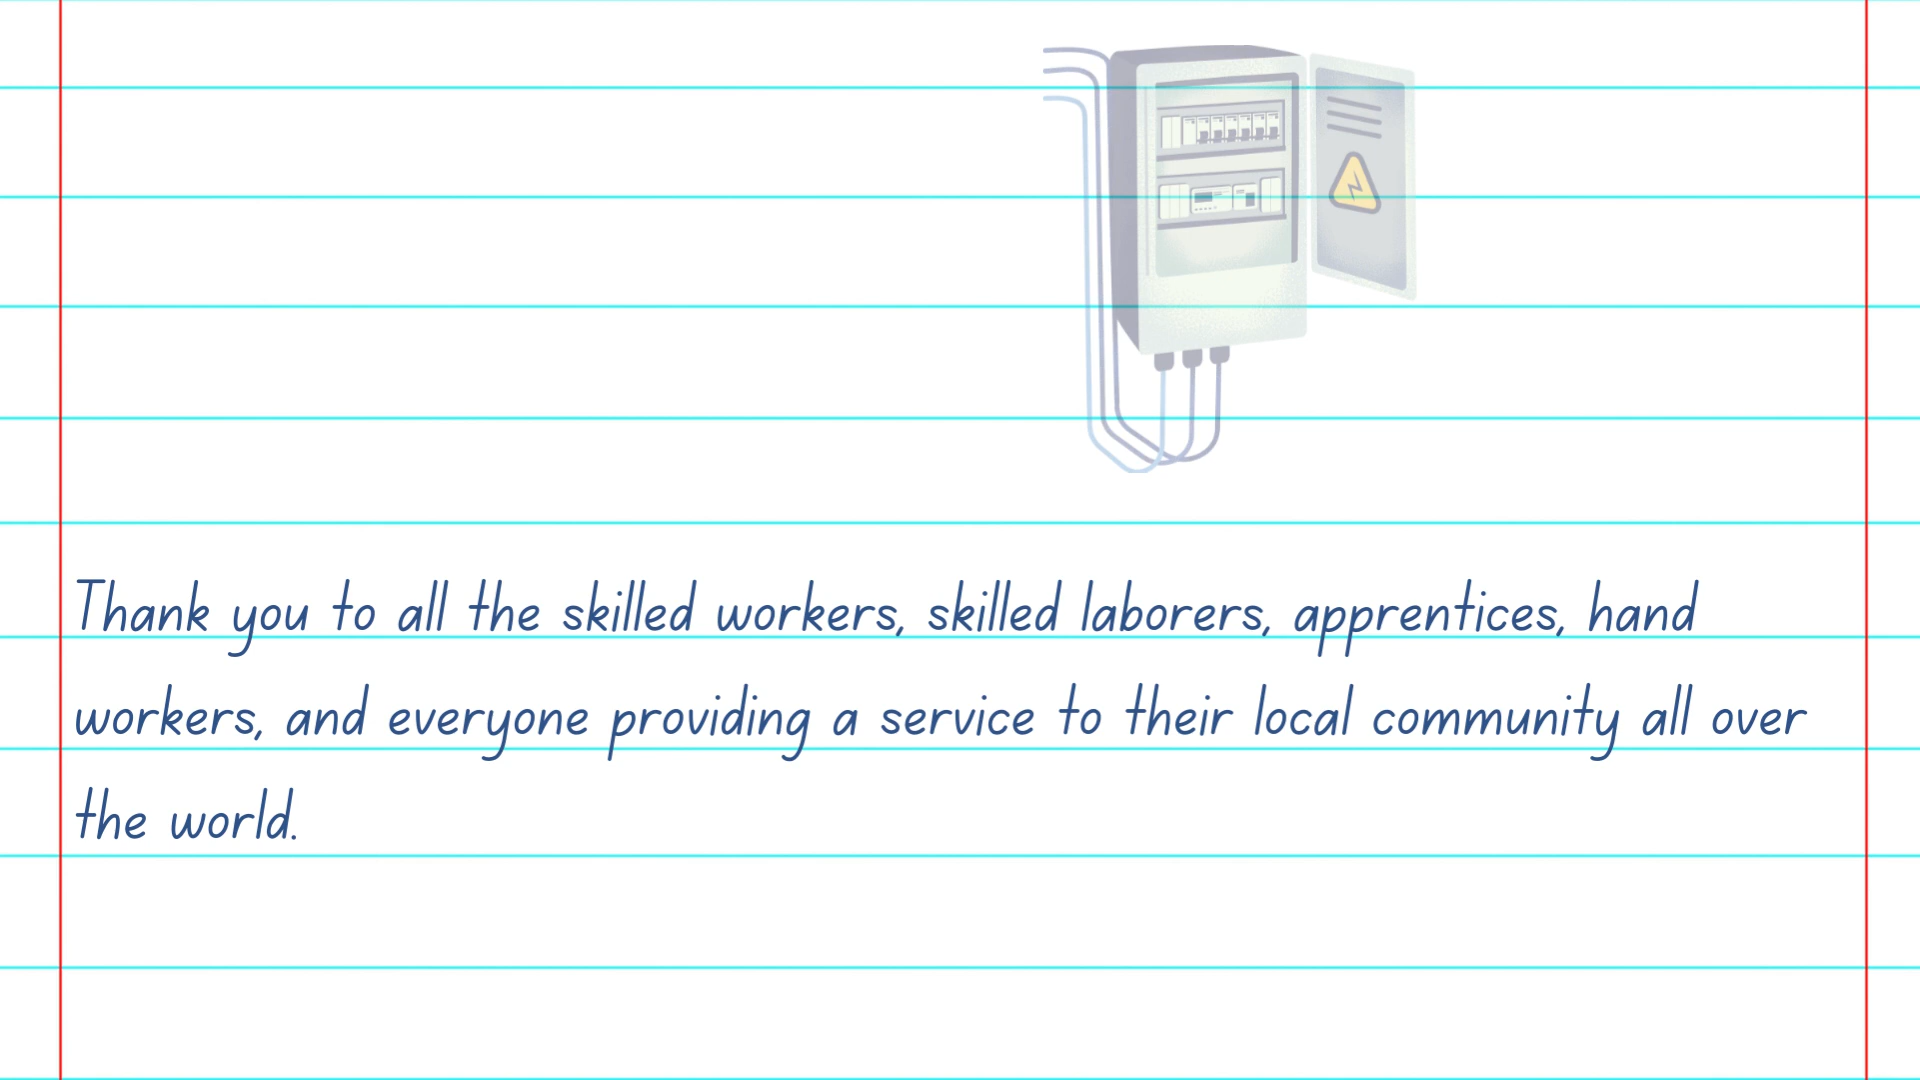 Thank you to all the skilled workers, skilled laborers, apprentices, hand
workers, and everyone providing a service to their local community all over
the world.